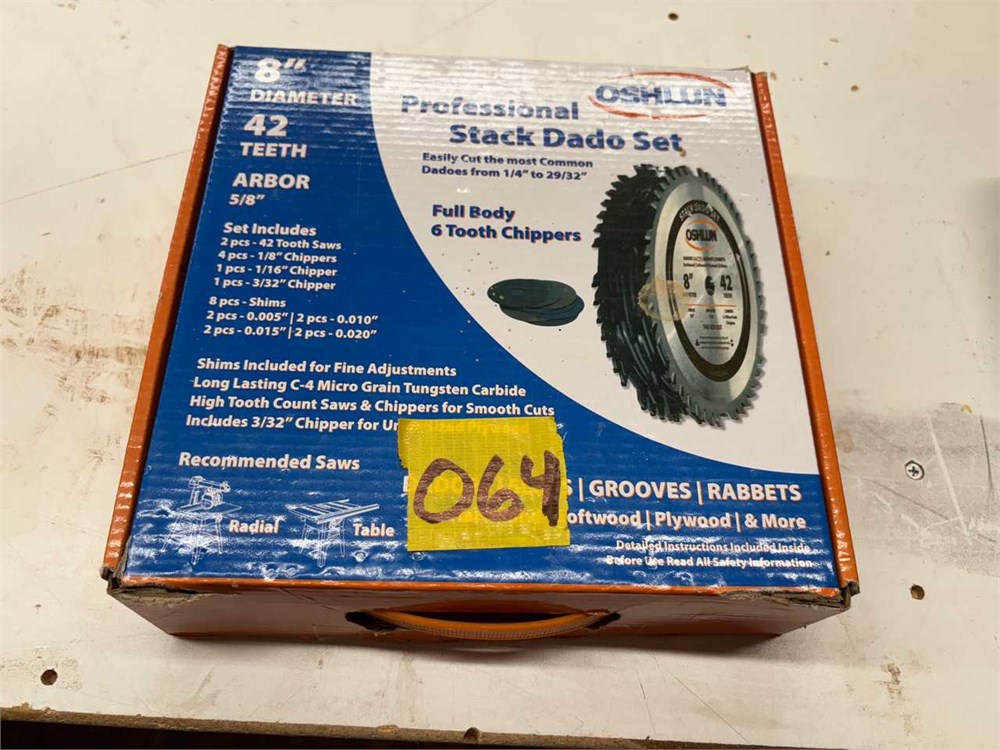 8"
DIAMETER
42
TEETH
ARBOR
5/8"
Set Includes
2 pcs - 42 Tooth Saws
4 pcs - 1/8" Chippers
1 pcs - 1/16" Chipper
1 pcs - 3/32" Chipper
8 pcs - Shims
2 pcs - 0.005" | 2 pcs - 0.010"
2 pcs - 0.015" | 2 pcs - 0.020"
OSHLUN
Professional
Stack Dado Set
Easily Cut the most Common
Dadoes from 1/4" to 29/32"
Full Body
6 Tooth Chippers
OSHLUN
8" 42
Shims Included for Fine Adjustments
Long Lasting C-4 Micro Grain Tungsten Carbide
High Tooth Count Saws & Chippers for Smooth Cuts
Includes 3/32" Chipper for
064
Recommended Saws
Radial
Table
| GROOVES | RABBETS
| Plywood | & More
Detailed Instructions Included Inside
Before Use Read All Safety Information